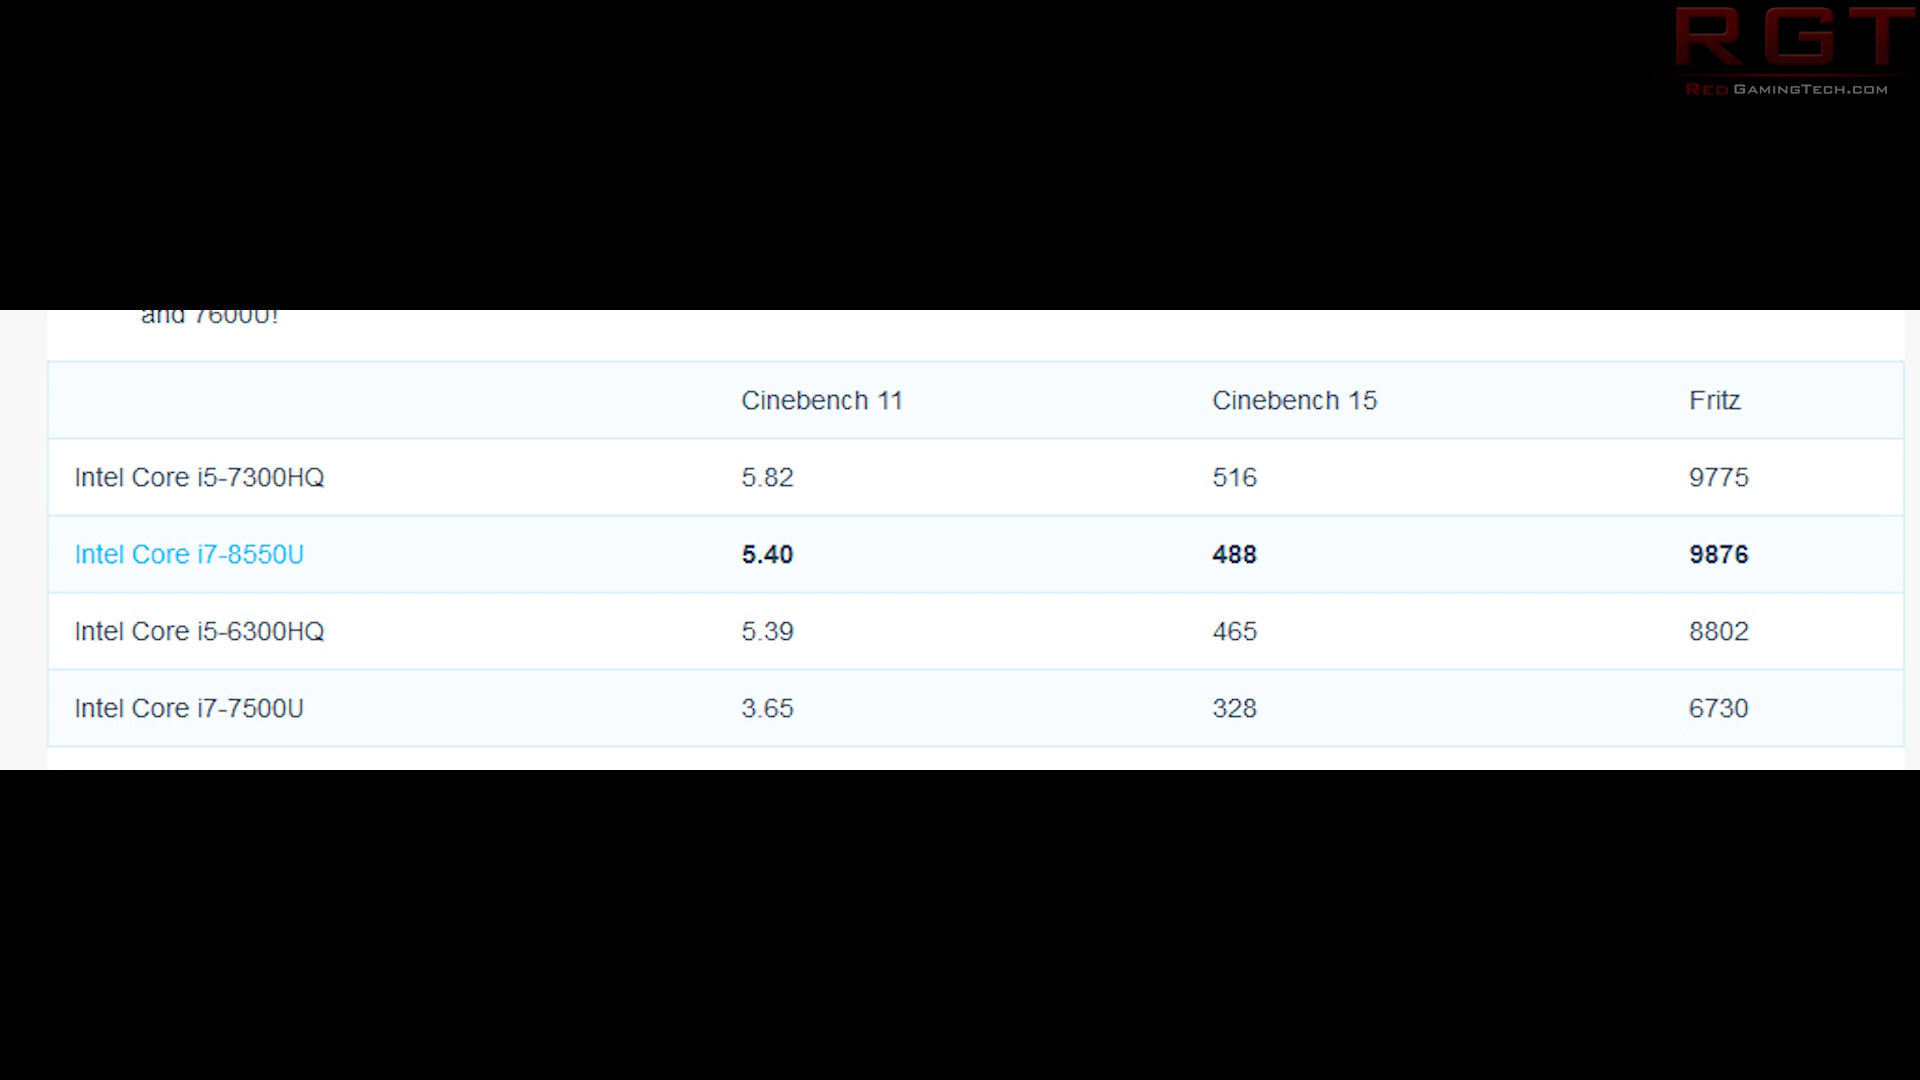 RGT
RED GAMINGTECH.COM
and 7600U!
Cinebench 11 Cinebench 15 Fritz
Intel Core i5-7300HQ 5.82 516 9775
Intel Core i7-8550U 5.40 488 9876
Intel Core i5-6300HQ 5.39 465 8802
Intel Core i7-7500U 3.65 328 6730